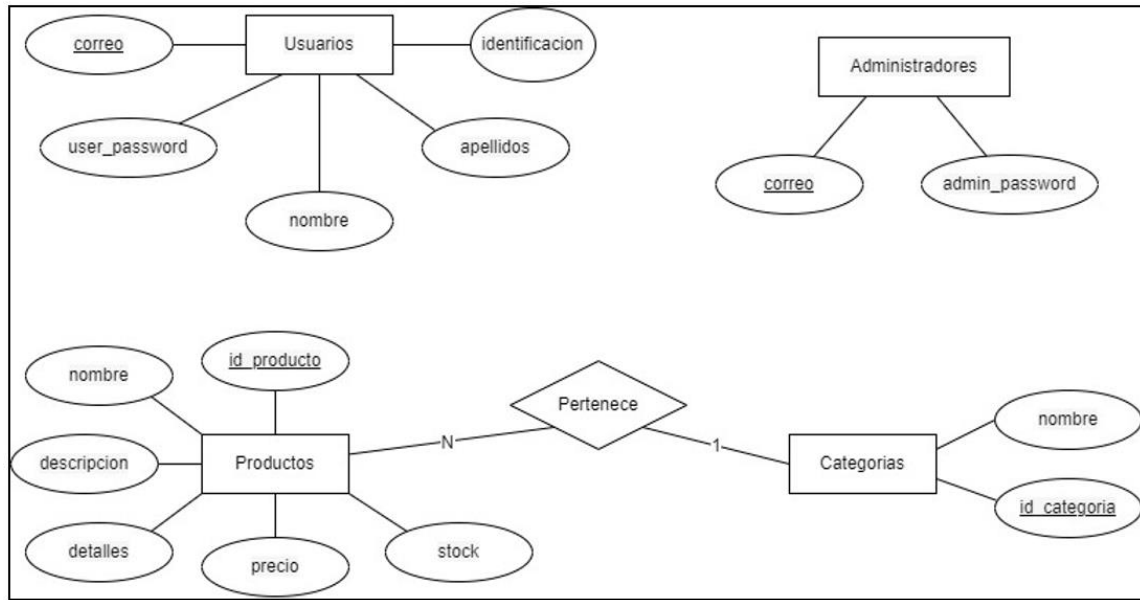 correo
Usuarios
identificacion
user_password
apellidos
nombre
Administradores
correo
admin_password
id_producto
nombre
descripcion
Productos
detalles
precio
stock
N
Pertenece
1
Categorias
nombre
id_categoria